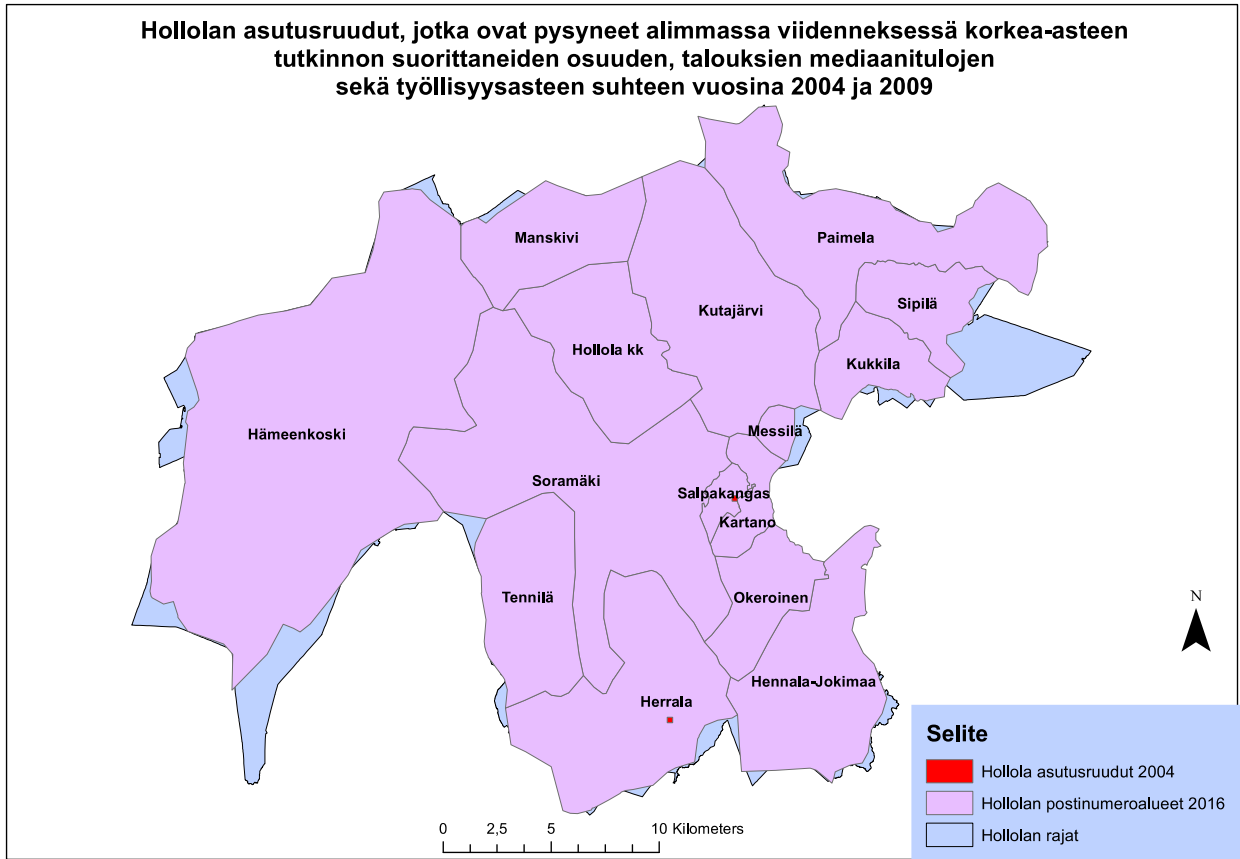 Hollolan asutusruudut, jotka ovat pysyneet alimmassa viidenneksessä korkea-asteen
tutkinnon suorittaneiden osuuden, talouksien mediaanitulojen
sekä työllisyysasteen suhteen vuosina 2004 ja 2009
Manskivi
Paimela
Sipilä
Kutajärvi
Hollola kk
Kukkila
Hämeenkoski
Messilä
Soramäki
Salpakangas
Kartano
Tennilä
Okeroinen
N
Hennala-Jokimaa
Herrala
Selite
Hollola asutusruudut 2004
Hollolan postinumeroalueet 2016
Hollolan rajat
0 2,5 5 10 Kilometers